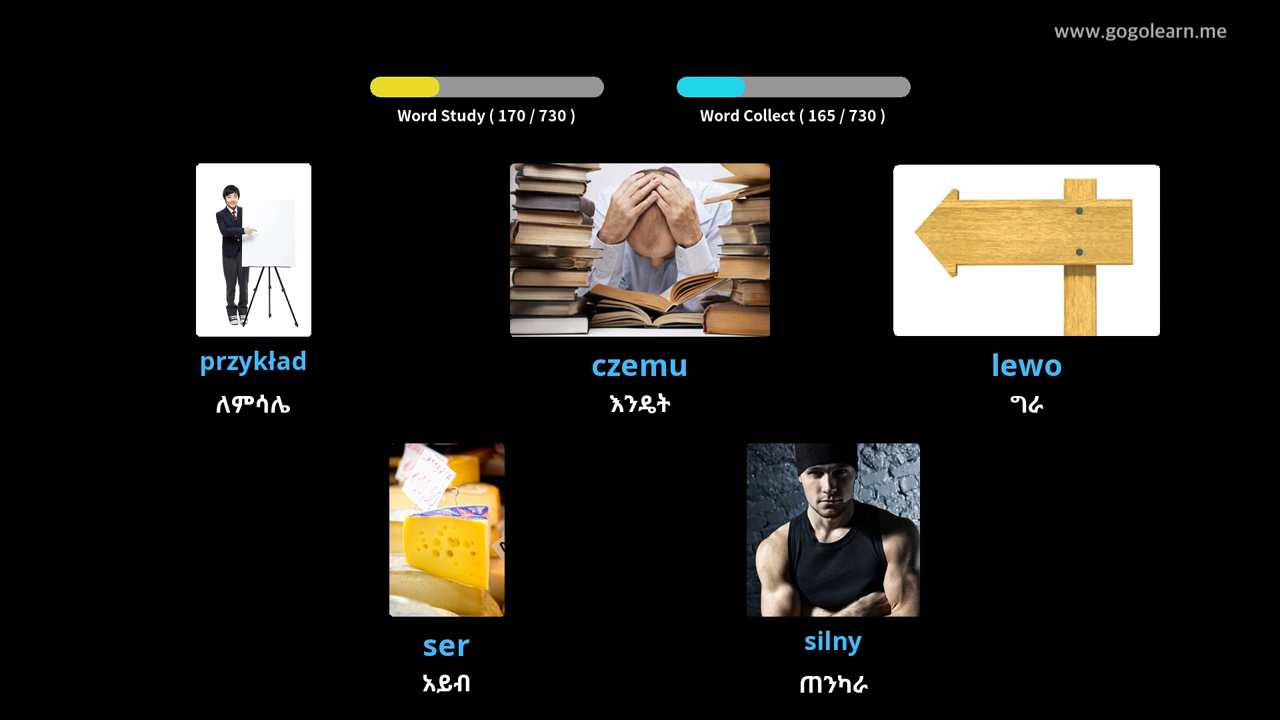 www.gogolearn.me
Word Study ( 170 / 730 )
Word Collect ( 165 / 730 )
przykład
ለምሳሌ
czemu
እንዴት
lewo
ግራ
ser
አይብ
silny
ጠንካራ